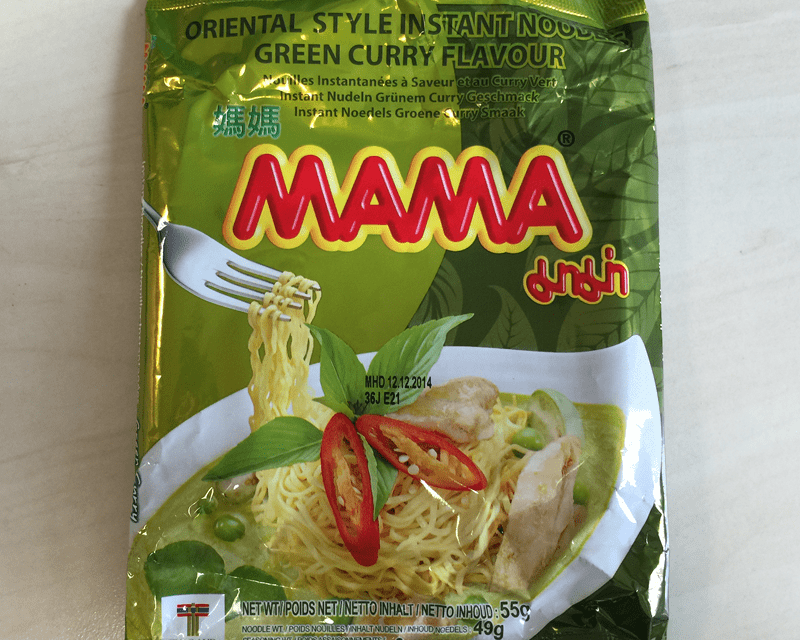 ORIENTAL STYLE INSTANT NOODLES
GREEN CURRY FLAVOUR
Nouilles Instantanées à Saveur et au Curry Vert
Instant Nudeln Grünem Curry Geschmack
Instant Noedels Groene Curry Smaak
媽媽
®
MAMA
มาม่า
MHD 12.12.2014
36J E21
NET WT / POIDS NET / NETTO INHALT / NETTO INHOUD : 55g
NOODLE WT. / POIDS NOUILLES / INHALT NUDELN / INHOUD NOEDELS : 49g